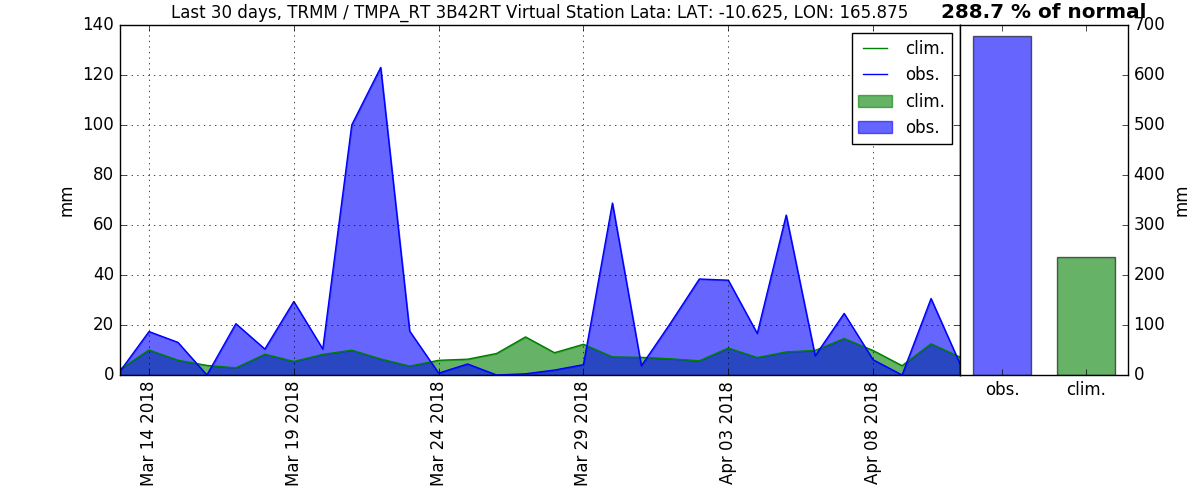 Last 30 days, TRMM / TMPA_RT 3B42RT Virtual Station Lata: LAT: -10.625, LON: 165.875
288.7 % of normal
140
120
100
80
60
40
20
0
mm
clim.
obs.
clim.
obs.
Mar 14 2018
Mar 19 2018
Mar 24 2018
Mar 29 2018
Apr 03 2018
Apr 08 2018
700
600
500
400
300
200
100
0
mm
obs.
clim.